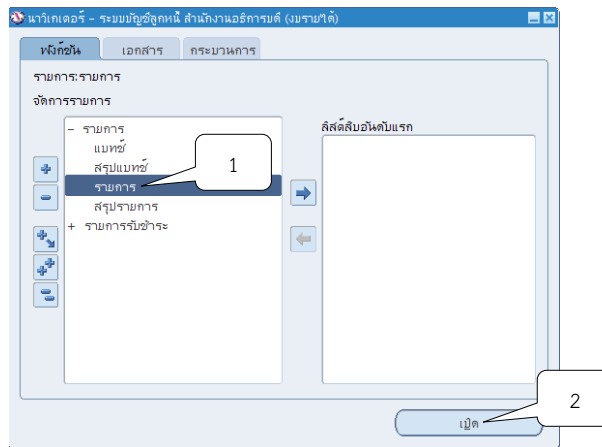 นาวิเกเตอร์ – ระบบบัญชีลูกหนี้ สำนักงานอธิการบดี (งบรายได้)
ฟังก์ชัน เอกสาร กระบวนการ
รายการ:รายการ
จัดการรายการ
ลิสต์สิบอันดับแรก
– รายการ
แบทช์
สรุปแบทช์
1
รายการ
สรุปรายการ
+ รายการรับชำระ
2
เปิด